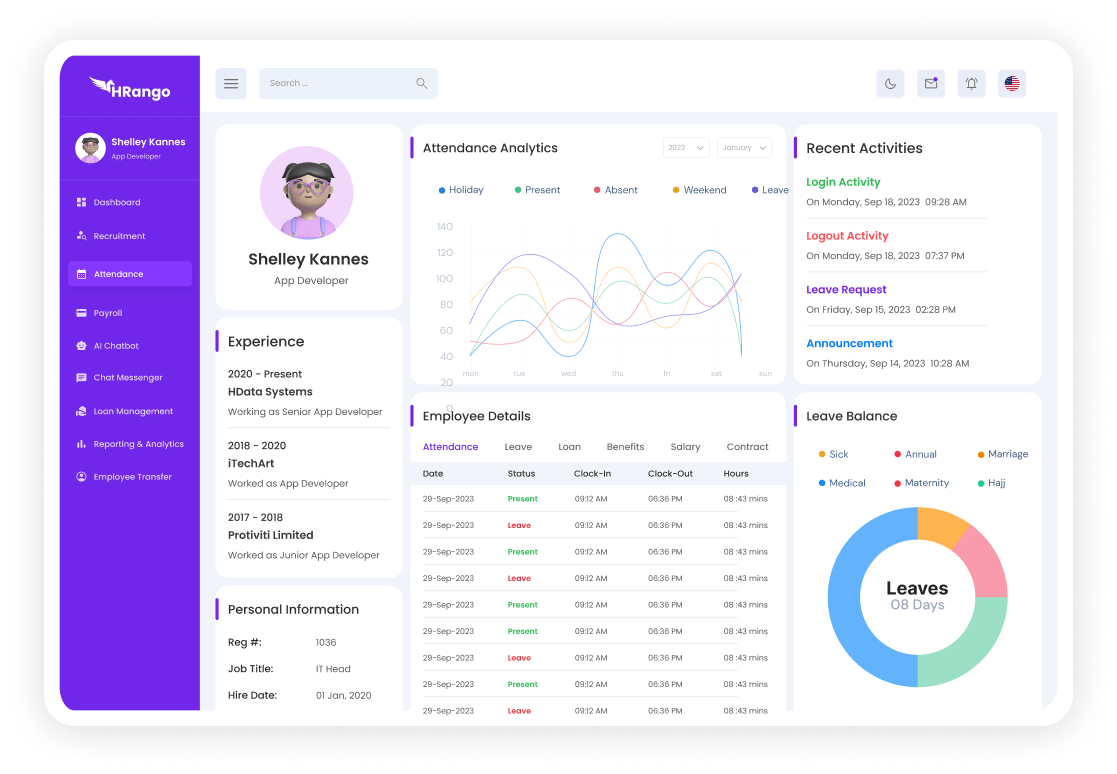 HRango
Search ...
Shelley Kannes
App Developer
Dashboard
Recruitment
Attendance
Payroll
AI Chatbot
Chat Messenger
Loan Management
Reporting & Analytics
Employee Transfer
Shelley Kannes
App Developer
Experience
2020 - Present
HData Systems
Working as Senior App Developer
2018 - 2020
iTechArt
Worked as App Developer
2017 - 2018
Protiviti Limited
Worked as Junior App Developer
Personal Information
Reg #: 1036
Job Title: IT Head
Hire Date: 01 Jan, 2020
Attendance Analytics 2023 January
Holiday Present Absent Weekend Leave
140
120
100
80
60
40
20
0
mon tue wed thu fri sat sun
Employee Details
Attendance Leave Loan Benefits Salary Contract
Date Status Clock-In Clock-Out Hours
29-Sep-2023 Present 09:12 AM 06:36 PM 08 :43 mins
29-Sep-2023 Leave 09:12 AM 06:36 PM 08 :43 mins
29-Sep-2023 Present 09:12 AM 06:36 PM 08 :43 mins
29-Sep-2023 Leave 09:12 AM 06:36 PM 08 :43 mins
29-Sep-2023 Present 09:12 AM 06:36 PM 08 :43 mins
29-Sep-2023 Present 09:12 AM 06:36 PM 08 :43 mins
29-Sep-2023 Leave 09:12 AM 06:36 PM 08 :43 mins
29-Sep-2023 Present 09:12 AM 06:36 PM 08 :43 mins
29-Sep-2023 Leave 09:12 AM 06:36 PM 08 :43 mins
Recent Activities
Login Activity
On Monday, Sep 18, 2023 09:28 AM
Logout Activity
On Monday, Sep 18, 2023 07:37 PM
Leave Request
On Friday, Sep 15, 2023 02:28 PM
Announcement
On Thursday, Sep 14, 2023 10:28 AM
Leave Balance
Sick Annual Marriage
Medical Maternity Hajj
Leaves
08 Days